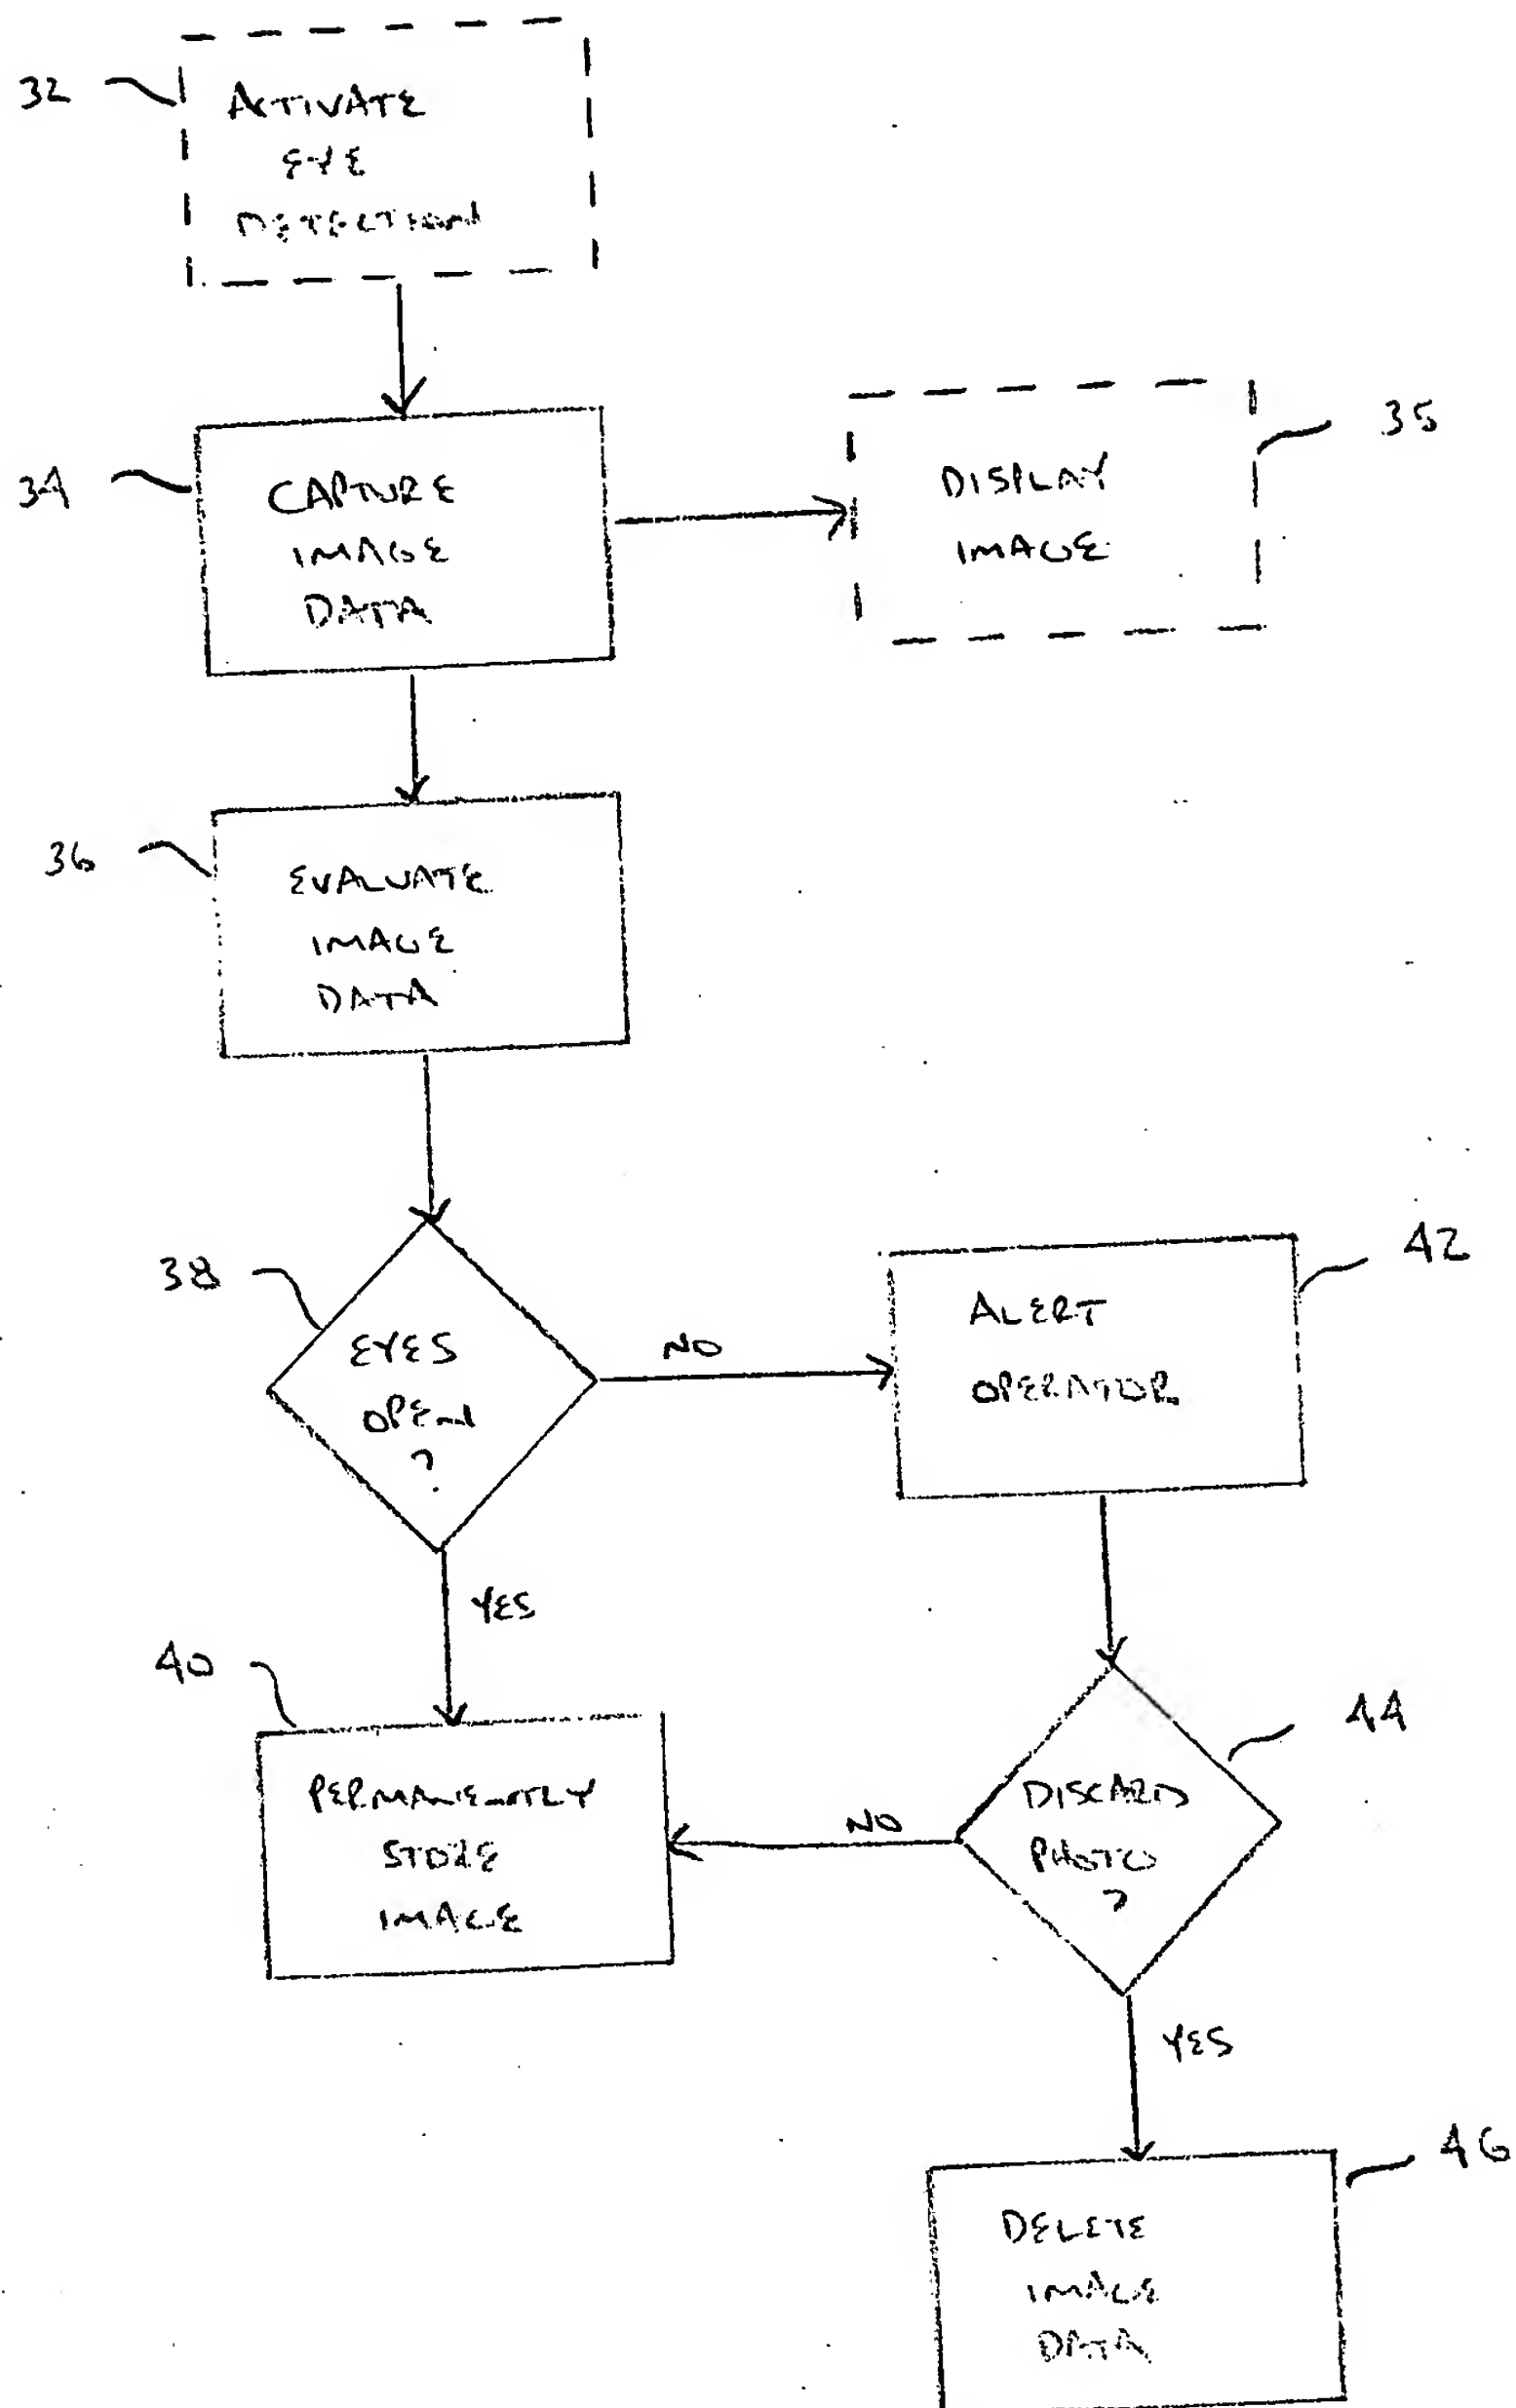 32
ACTIVATE
EYE
DETECTION
34
CAPTURE
IMAGE
DATA
DISPLAY
IMAGE
35
36
EVALUATE
IMAGE
DATA
38
EYES
OPEN
?
NO
ALERT
OPERATOR
42
YES
40
PERMANENTLY
STORE
IMAGE
NO
DISCARD
PHOTO
?
44
YES
DELETE
IMAGE
DATA
46